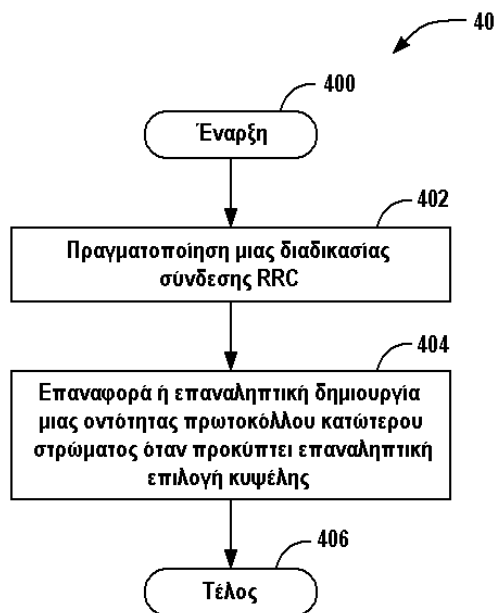 40
400
Έναρξη
402
Πραγματοποίηση μιας διαδικασίας
σύνδεσης RRC
404
Επαναφορά ή επαναληπτική δημιουργία
μιας οντότητας πρωτοκόλλου κατώτερου
στρώματος όταν προκύπτει επαναληπτική
επιλογή κυψέλης
406
Τέλος